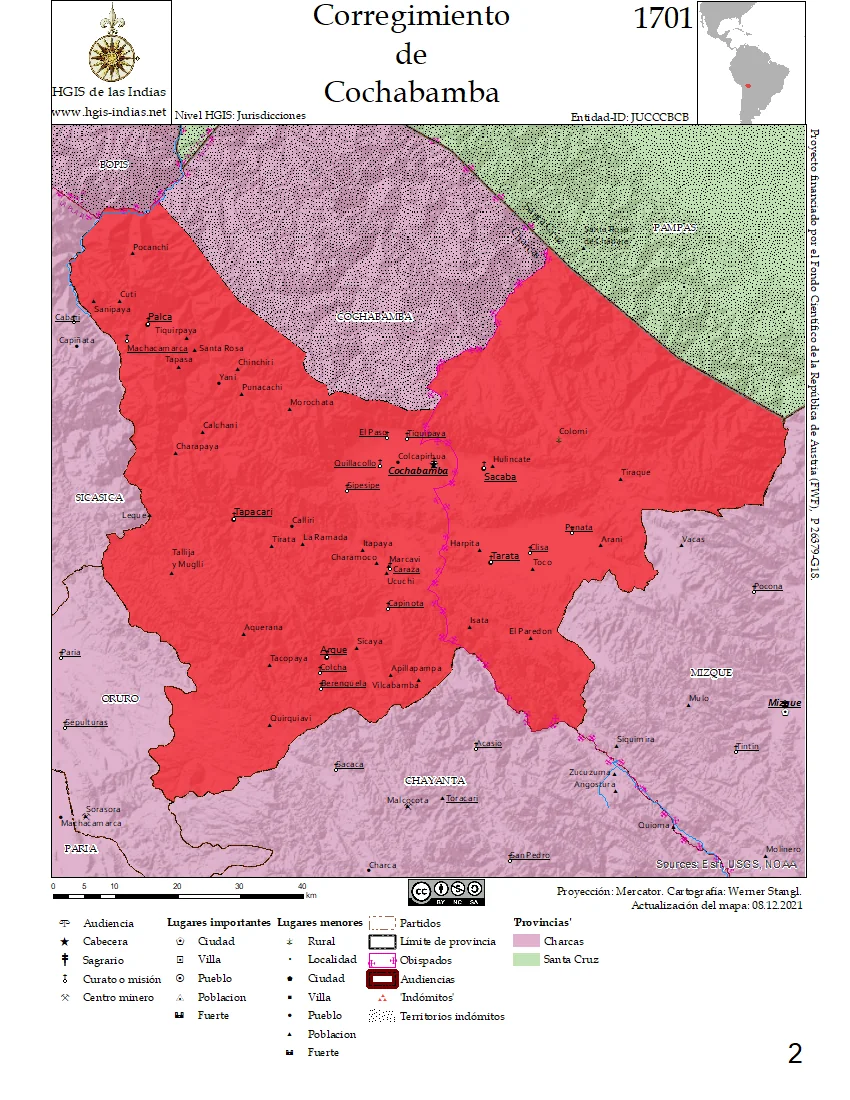 Corregimiento
de
Cochabamba
1701
HGIS de las Indias
www.hgis-indias.net
Nivel HGIS: Jurisdicciones
Entidad-ID: JUCCCBCB
Proyecto financiado por el Fondo Científico de la República de Austria (FWF), P 26379-G18.
BOPIS
PAMPAS
COCHABAMBA
Pocanchi
Cuti
Sanipaya
Palca
Capiñata
Tiquirpaya
Machacamarca
Santa Rosa
Tapasa
Chinchiri
Yani
Punacachi
Morochata
Calchani
Charapaya
El Paso
Tiquipaya
Colomi
Colcapirhua
Quillacollo
Cochabamba
Hulincate
Sacaba
Tiraque
Sipesipe
SICASICA
Leque
Tapacari
Calliri
Tirata
La Ramada
Itapaya
Charamoco
Marcavi
Caraza
Ucuchi
Harpita
Tarata
Clisa
Toco
Punata
Arani
Vacas
Tallija
y Muglli
Pocona
Capinota
Isata
El Paredon
Aquerana
Sicaya
Arque
Tacopaya
Colcha
Apillapampa
Berenguela
Vilcabamba
Paria
ORURO
MIZQUE
Mulo
Mizque
Sepulturas
Quirquiavi
Acasio
Siquimira
Tintin
Sacaca
CHAYANTA
Zucuzuma
Angostura
Malcocota
Toracari
Sorasora
Machacamarca
Quioma
PARIA
Charca
San Pedro
Molinero
Sources: Esri, USGS, NOAA
0 5 10 20 30 40
km
CC BY NC SA
Proyección: Mercator. Cartografía: Werner Stangl.
Actualización del mapa: 08.12.2021
Audiencia
Cabecera
Sagrario
Curato o misión
Centro minero
Lugares importantes
Ciudad
Villa
Pueblo
Poblacion
Fuerte
Lugares menores
Rural
Localidad
Ciudad
Villa
Pueblo
Poblacion
Fuerte
Partidos
Límite de provincia
Obispados
Audiencias
'Indómitos'
Territorios indómitos
'Provincias'
Charcas
Santa Cruz
2